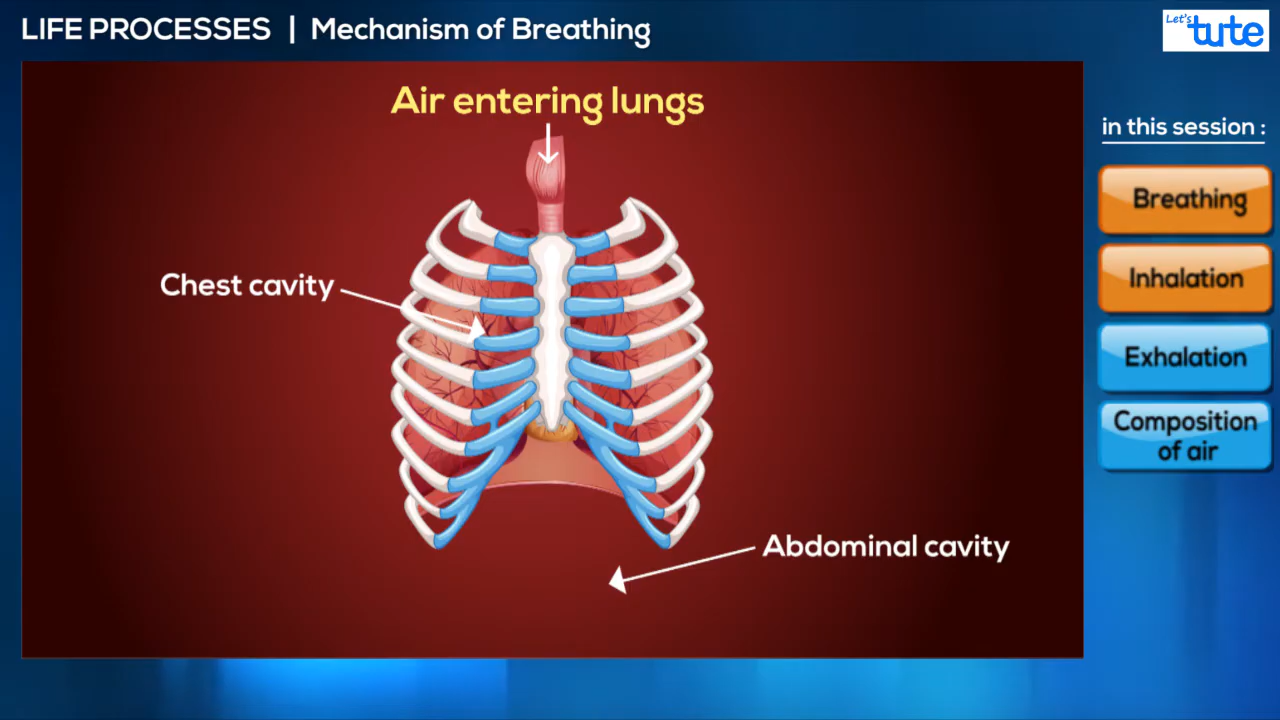 LIFE PROCESSES | Mechanism of Breathing
Let's
tute
Air entering lungs
in this session :
Breathing
Chest cavity
Inhalation
Exhalation
Composition
of air
Abdominal cavity